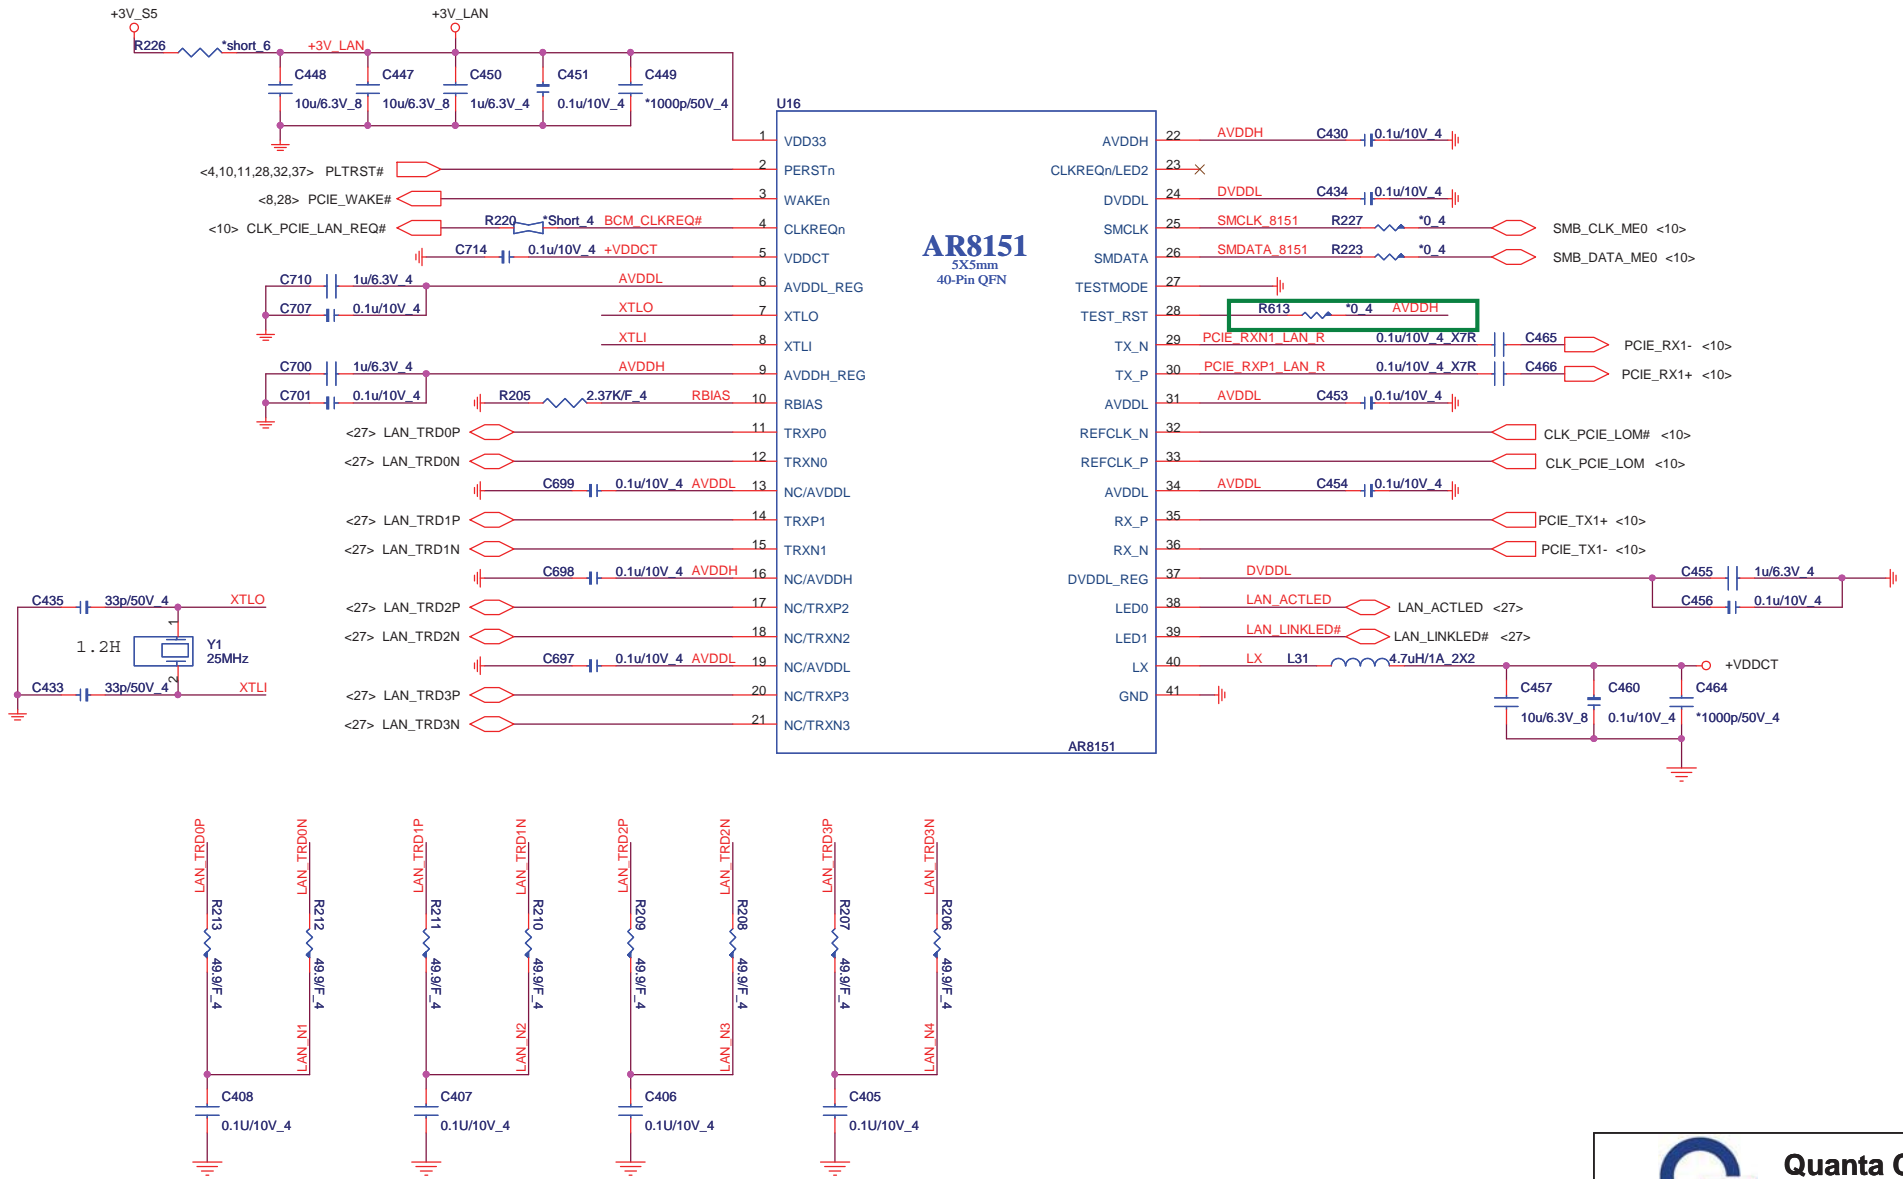 +3V_S5
+3V_LAN
R226 *short_6 +3V_LAN
C448 C447 C450 C451 C449
10u/6.3V_8 10u/6.3V_8 1u/6.3V_4 0.1u/10V_4 *1000p/50V_4
U16
AR8151
5X5mm
40-Pin QFN
1 VDD33
<4,10,11,28,32,37> PLTRST# 2 PERSTn
<8,28> PCIE_WAKE# 3 WAKEn
<10> CLK_PCIE_LAN_REQ# R220 *Short_4 BCM_CLKREQ# 4 CLKREQn
C714 0.1u/10V_4 +VDDCT 5 VDDCT
C710 1u/6.3V_4 AVDDL 6 AVDDL_REG
C707 0.1u/10V_4
XTLO 7 XTLO
XTLI 8 XTLI
C700 1u/6.3V_4 AVDDH 9 AVDDH_REG
C701 0.1u/10V_4
R205 2.37K/F_4 RBIAS 10 RBIAS
<27> LAN_TRD0P 11 TRXP0
<27> LAN_TRD0N 12 TRXN0
C699 0.1u/10V_4 AVDDL 13 NC/AVDDL
<27> LAN_TRD1P 14 TRXP1
<27> LAN_TRD1N 15 TRXN1
C698 0.1u/10V_4 AVDDH 16 NC/AVDDH
<27> LAN_TRD2P 17 NC/TRXP2
<27> LAN_TRD2N 18 NC/TRXN2
C697 0.1u/10V_4 AVDDL 19 NC/AVDDL
<27> LAN_TRD3P 20 NC/TRXP3
<27> LAN_TRD3N 21 NC/TRXN3
AVDDH 22 AVDDH C430 0.1u/10V_4
CLKREQn/LED2 23
DVDDL 24 DVDDL C434 0.1u/10V_4
SMCLK 25 SMCLK_8151 R227 *0_4 SMB_CLK_ME0 <10>
SMDATA 26 SMDATA_8151 R223 *0_4 SMB_DATA_ME0 <10>
TESTMODE 27
TEST_RST 28 R613 *0_4 AVDDH
TX_N 29 PCIE_RXN1_LAN_R 0.1u/10V_4_X7R C465 PCIE_RX1- <10>
TX_P 30 PCIE_RXP1_LAN_R 0.1u/10V_4_X7R C466 PCIE_RX1+ <10>
AVDDL 31 AVDDL C453 0.1u/10V_4
REFCLK_N 32 CLK_PCIE_LOM# <10>
REFCLK_P 33 CLK_PCIE_LOM <10>
AVDDL 34 AVDDL C454 0.1u/10V_4
RX_P 35 PCIE_TX1+ <10>
RX_N 36 PCIE_TX1- <10>
DVDDL_REG 37 DVDDL C455 1u/6.3V_4
C456 0.1u/10V_4
LED0 38 LAN_ACTLED LAN_ACTLED <27>
LED1 39 LAN_LINKLED# LAN_LINKLED# <27>
LX 40 LX L31 4.7uH/1A_2X2 +VDDCT
GND 41
AR8151
C457 C460 C464
10u/6.3V_8 0.1u/10V_4 *1000p/50V_4
C435 33p/50V_4 XTLO
1
1.2H Y1
25MHz
2
C433 33p/50V_4 XTLI
LAN_TRD0P LAN_TRD0N LAN_TRD1P LAN_TRD1N LAN_TRD2P LAN_TRD2N LAN_TRD3P LAN_TRD3N
R213 R212 R211 R210 R209 R208 R207 R206
49.9/F_4 49.9/F_4 49.9/F_4 49.9/F_4 49.9/F_4 49.9/F_4 49.9/F_4 49.9/F_4
LAN_N1 LAN_N2 LAN_N3 LAN_N4
C408 C407 C406 C405
0.1U/10V_4 0.1U/10V_4 0.1U/10V_4 0.1U/10V_4
Quanta